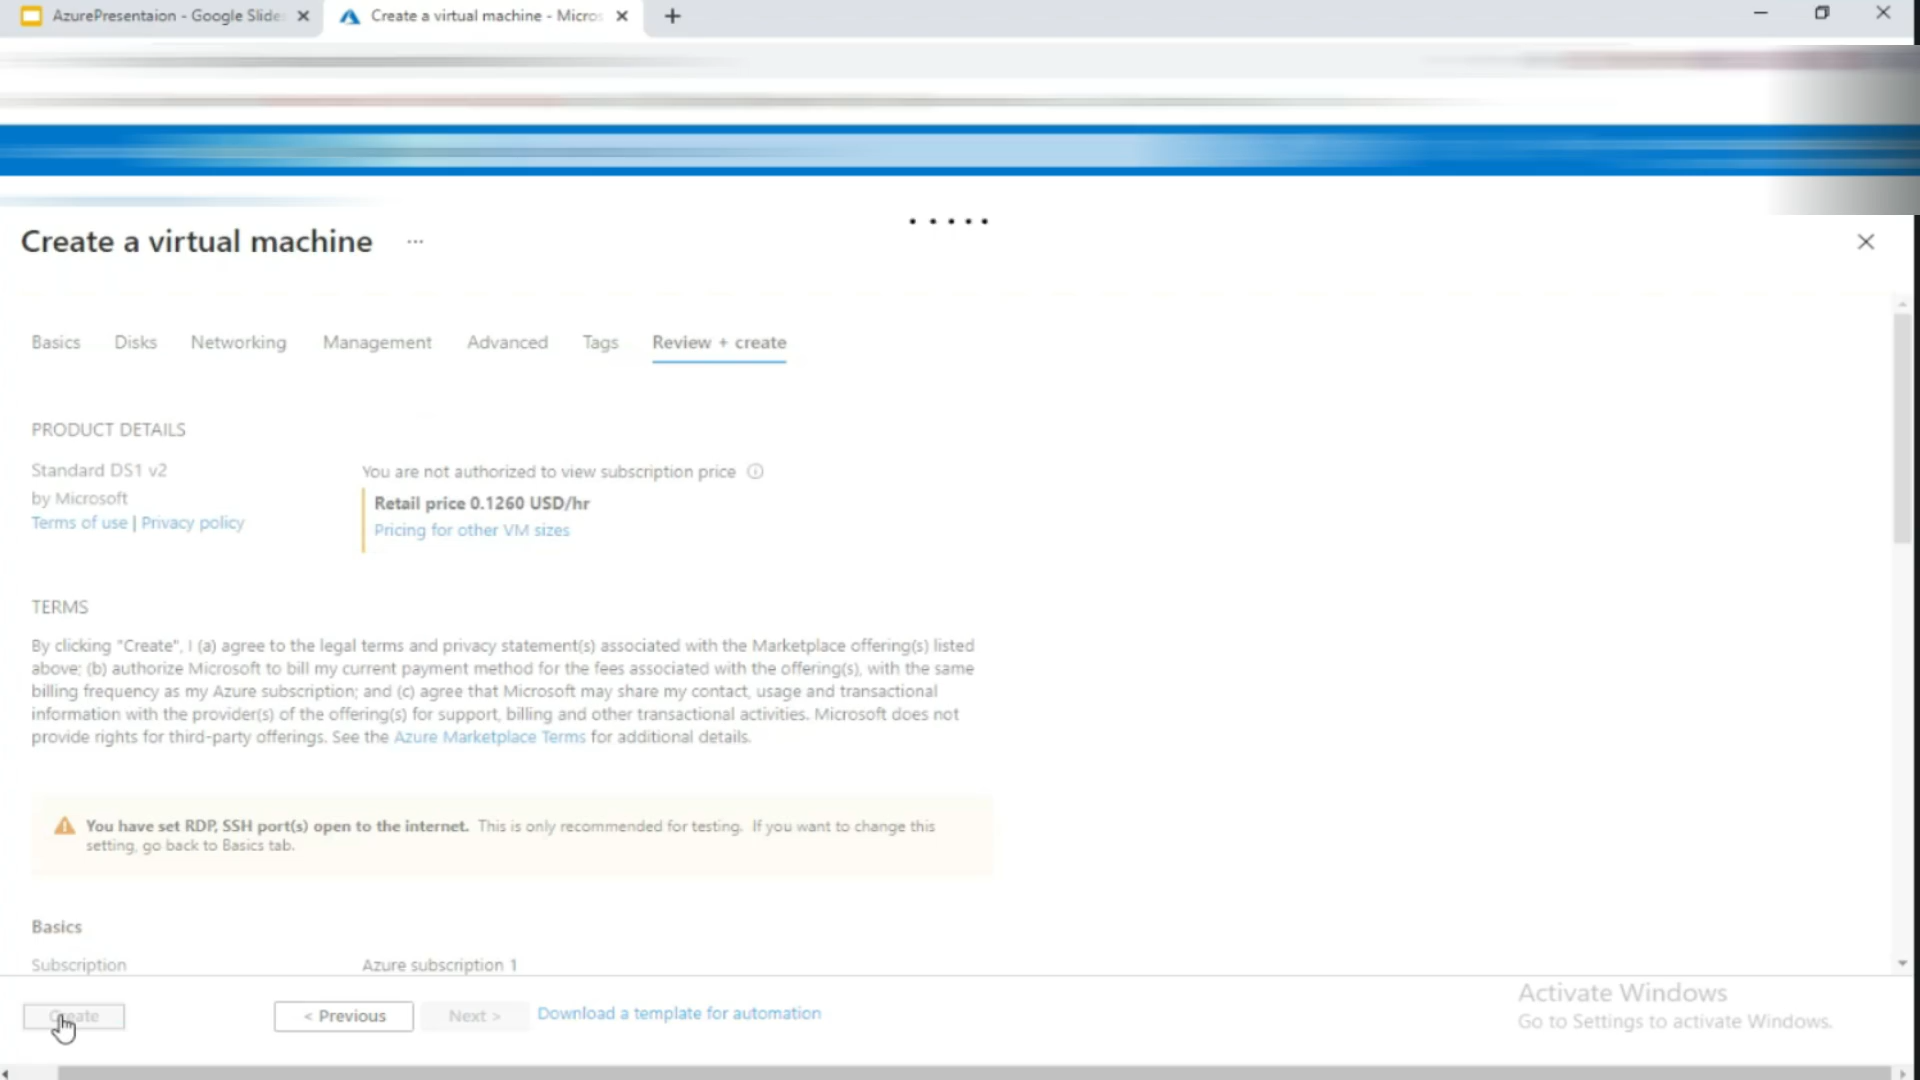 AzurePresentaion - Google Slide
Create a virtual machine - Micros
Create a virtual machine ...
Basics Disks Networking Management Advanced Tags Review + create
PRODUCT DETAILS
Standard DS1 v2
by Microsoft
Terms of use | Privacy policy
You are not authorized to view subscription price
Retail price 0.1260 USD/hr
Pricing for other VM sizes
TERMS
By clicking "Create", I (a) agree to the legal terms and privacy statement(s) associated with the Marketplace offering(s) listed
above; (b) authorize Microsoft to bill my current payment method for the fees associated with the offering(s), with the same
billing frequency as my Azure subscription; and (c) agree that Microsoft may share my contact, usage and transactional
information with the provider(s) of the offering(s) for support, billing and other transactional activities. Microsoft does not
provide rights for third-party offerings. See the Azure Marketplace Terms for additional details.
You have set RDP, SSH port(s) open to the internet. This is only recommended for testing. If you want to change this
setting, go back to Basics tab.
Basics
Subscription Azure subscription 1
Create < Previous Next > Download a template for automation
Activate Windows
Go to Settings to activate Windows.